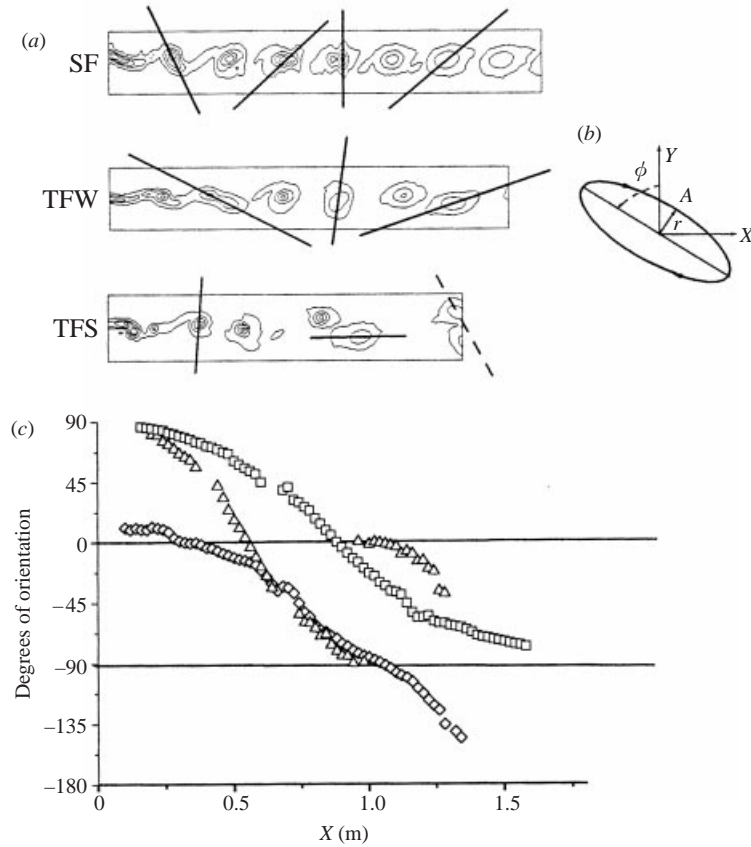 (a)
SF
TFW
TFS
(b)
Y
ϕ
A
r
X
(c)
90
45
0
–45
–90
–135
–180
Degrees of orientation
0
0.5
1.0
1.5
X (m)